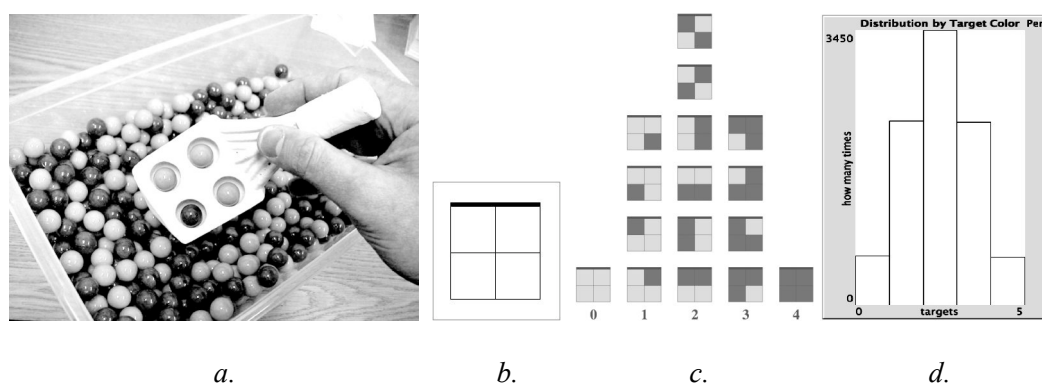 Distribution by Target Color Per
3450
how many times
0
0 targets 5
0 1 2 3 4
a. b. c. d.